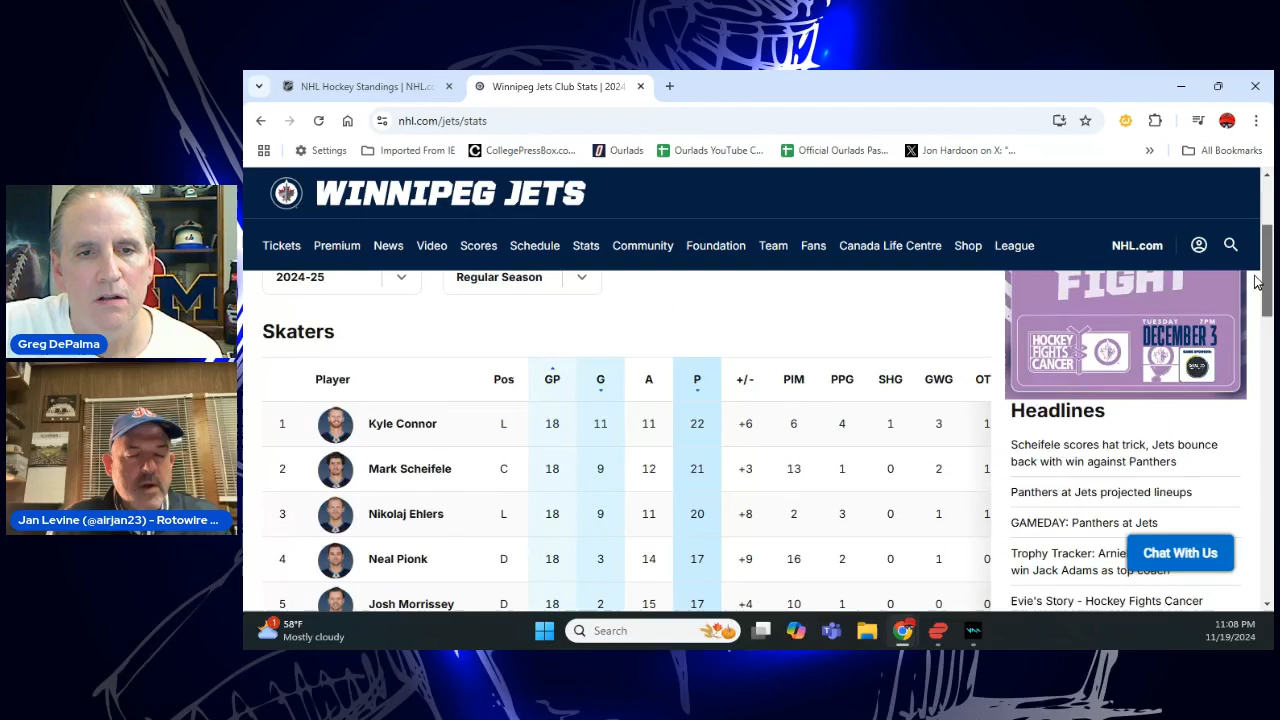 NHL Hockey Standings | NHL.c
Winnipeg Jets Club Stats | 2024
nhl.com/jets/stats
Settings
Imported From IE
CollegePressBox.co...
Ourlads
Ourlads YouTube C...
Official Ourlads Pas...
Jon Hardoon on X: "...
All Bookmarks
WINNIPEG JETS
Tickets Premium News Video Scores Schedule Stats Community Foundation Team Fans Canada Life Centre Shop League NHL.com
2024-25
Regular Season
FIGHT
TUESDAY 7PM
DECEMBER 3
HOCKEY
FIGHTS
CANCER
Skaters
Player Pos GP G A P +/- PIM PPG SHG GWG OT
1 Kyle Connor L 18 11 11 22 +6 6 4 1 3 1
2 Mark Scheifele C 18 9 12 21 +3 13 1 0 2 1
3 Nikolaj Ehlers L 18 9 11 20 +8 2 3 0 1 1
4 Neal Pionk D 18 3 14 17 +9 16 2 0 1 0
5 Josh Morrissey D 18 2 15 17 +4 10 1 0 0 0
Headlines
Scheifele scores hat trick, Jets bounce
back with win against Panthers
Panthers at Jets projected lineups
GAMEDAY: Panthers at Jets
Trophy Tracker: Arnie
win Jack Adams as top coach
Evie's Story - Hockey Fights Cancer
Chat With Us
M
Greg DePalma
Jan Levine (@airjan23) - Rotowire ...
1
58°F
Mostly cloudy
Search
11:08 PM
11/19/2024